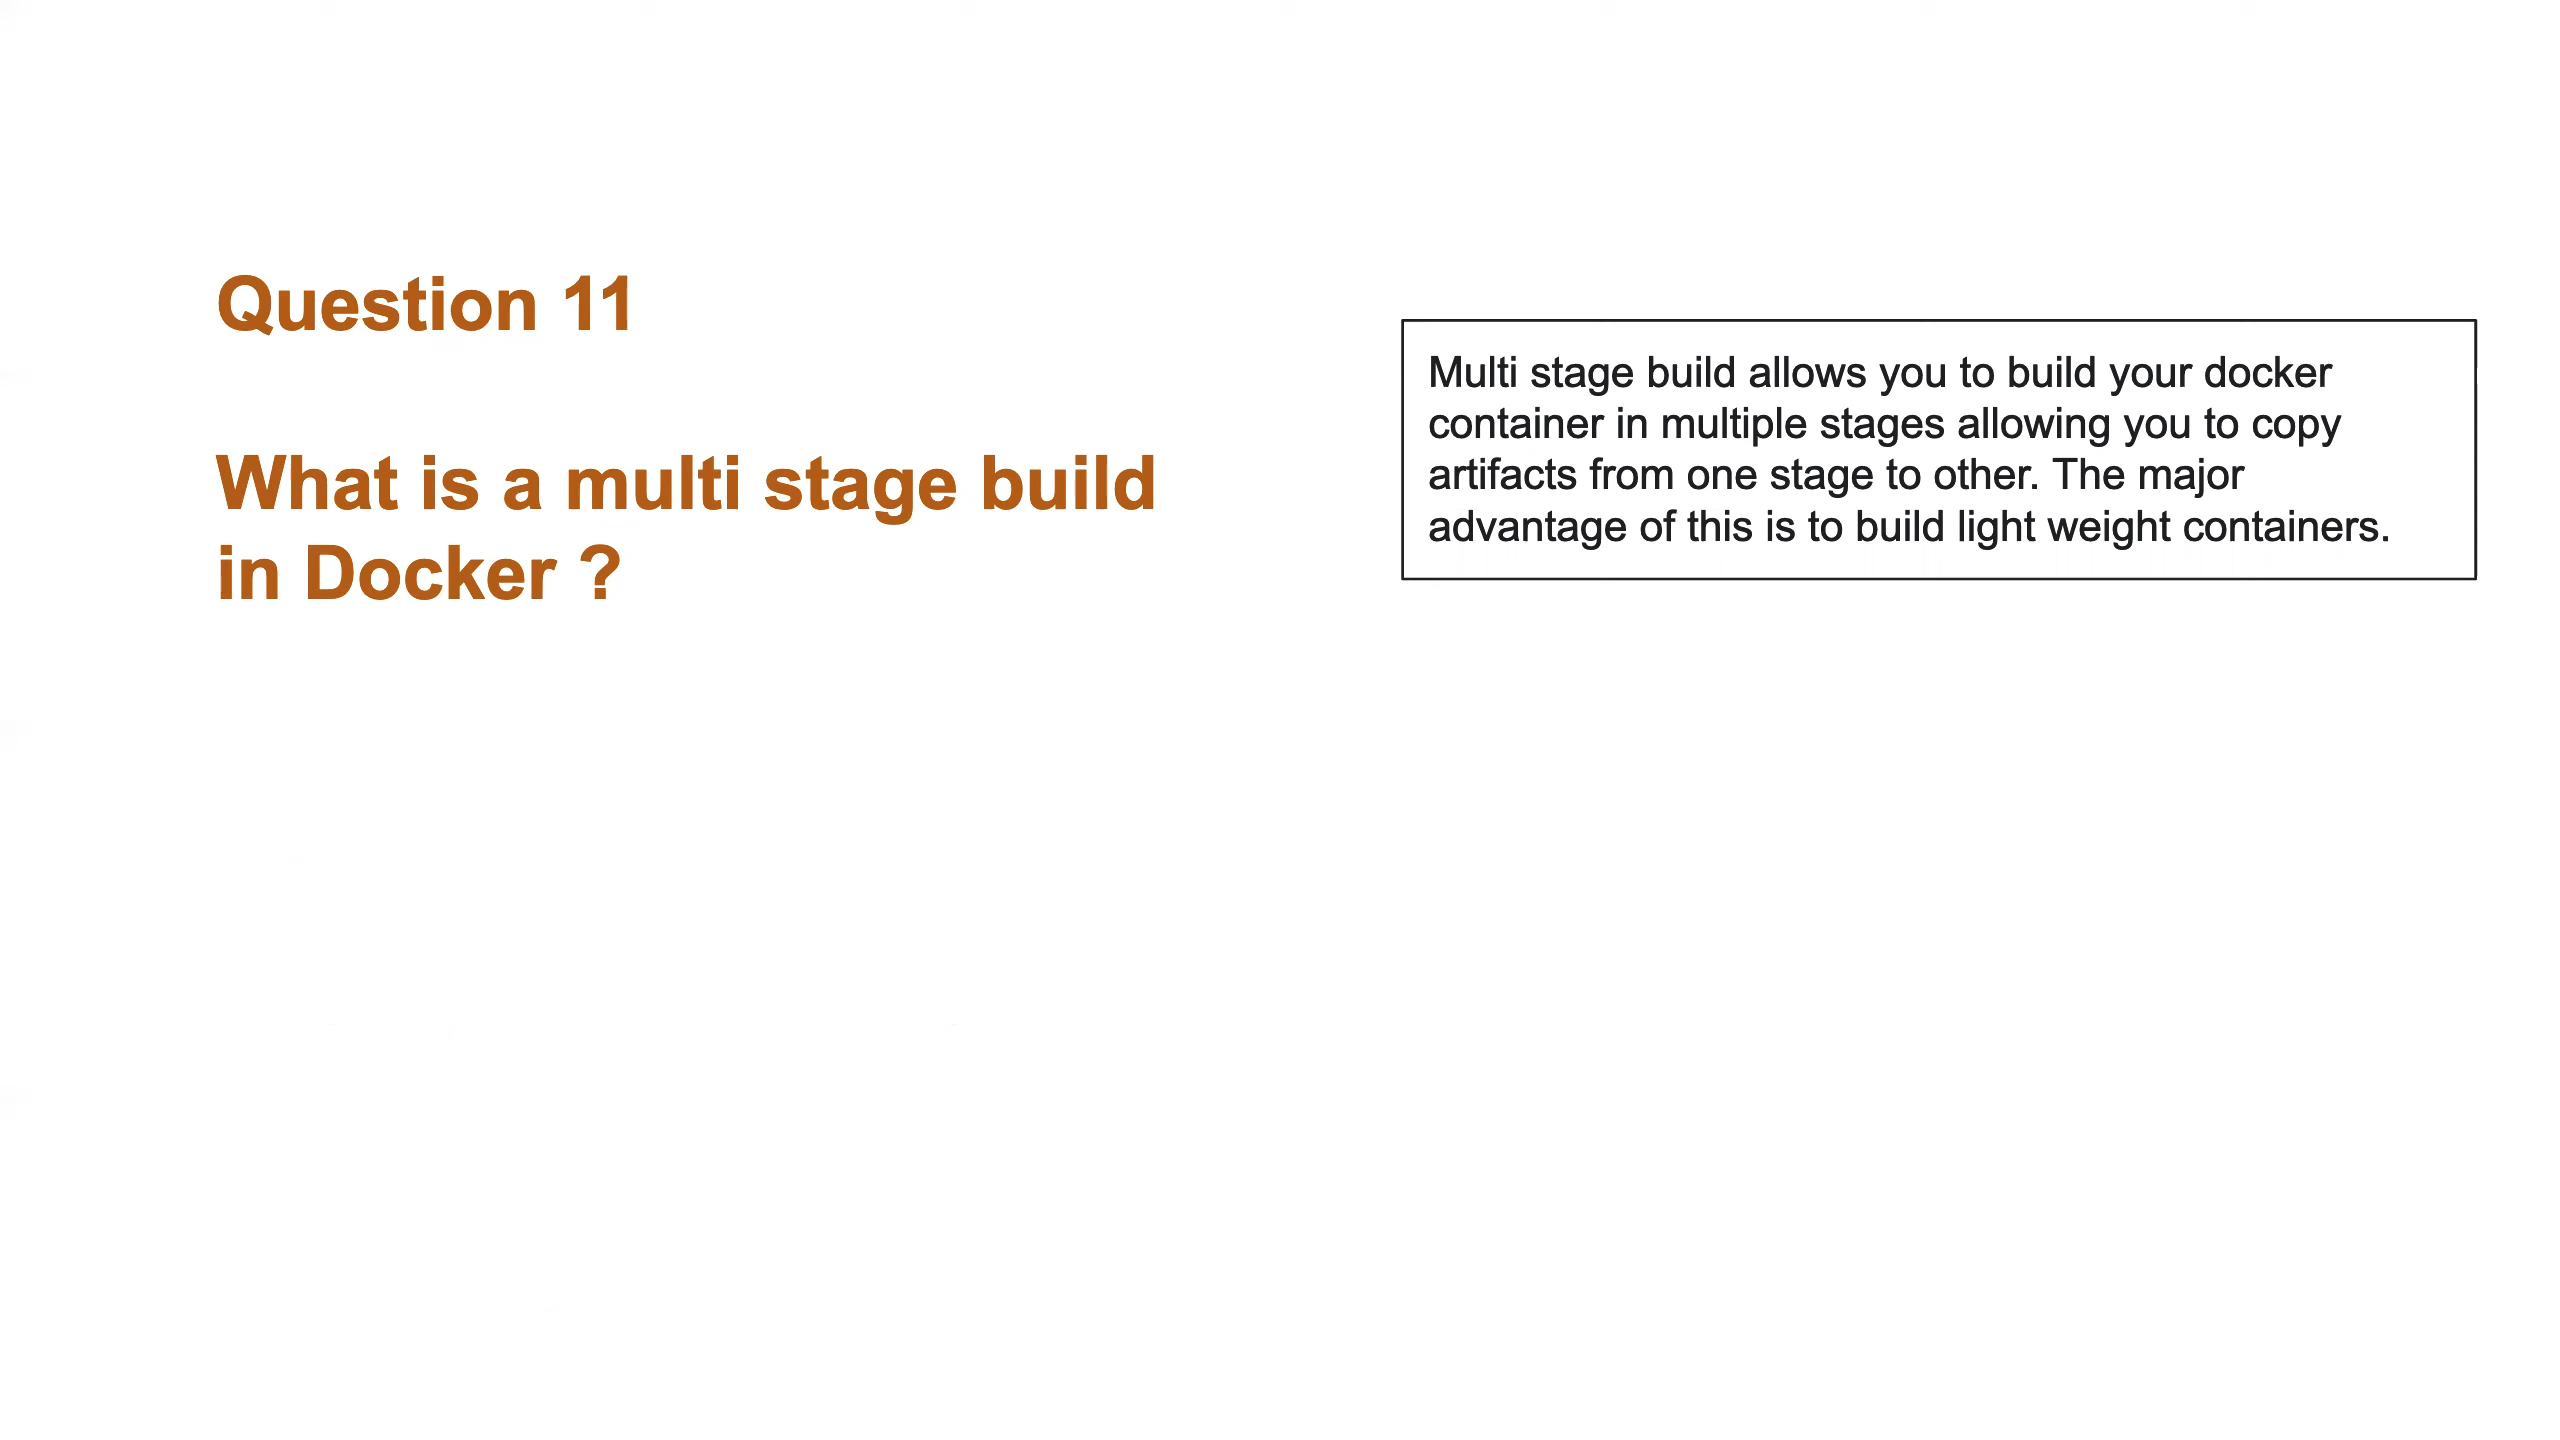 Question 11
What is a multi stage build
in Docker ?
Multi stage build allows you to build your docker
container in multiple stages allowing you to copy
artifacts from one stage to other. The major
advantage of this is to build light weight containers.